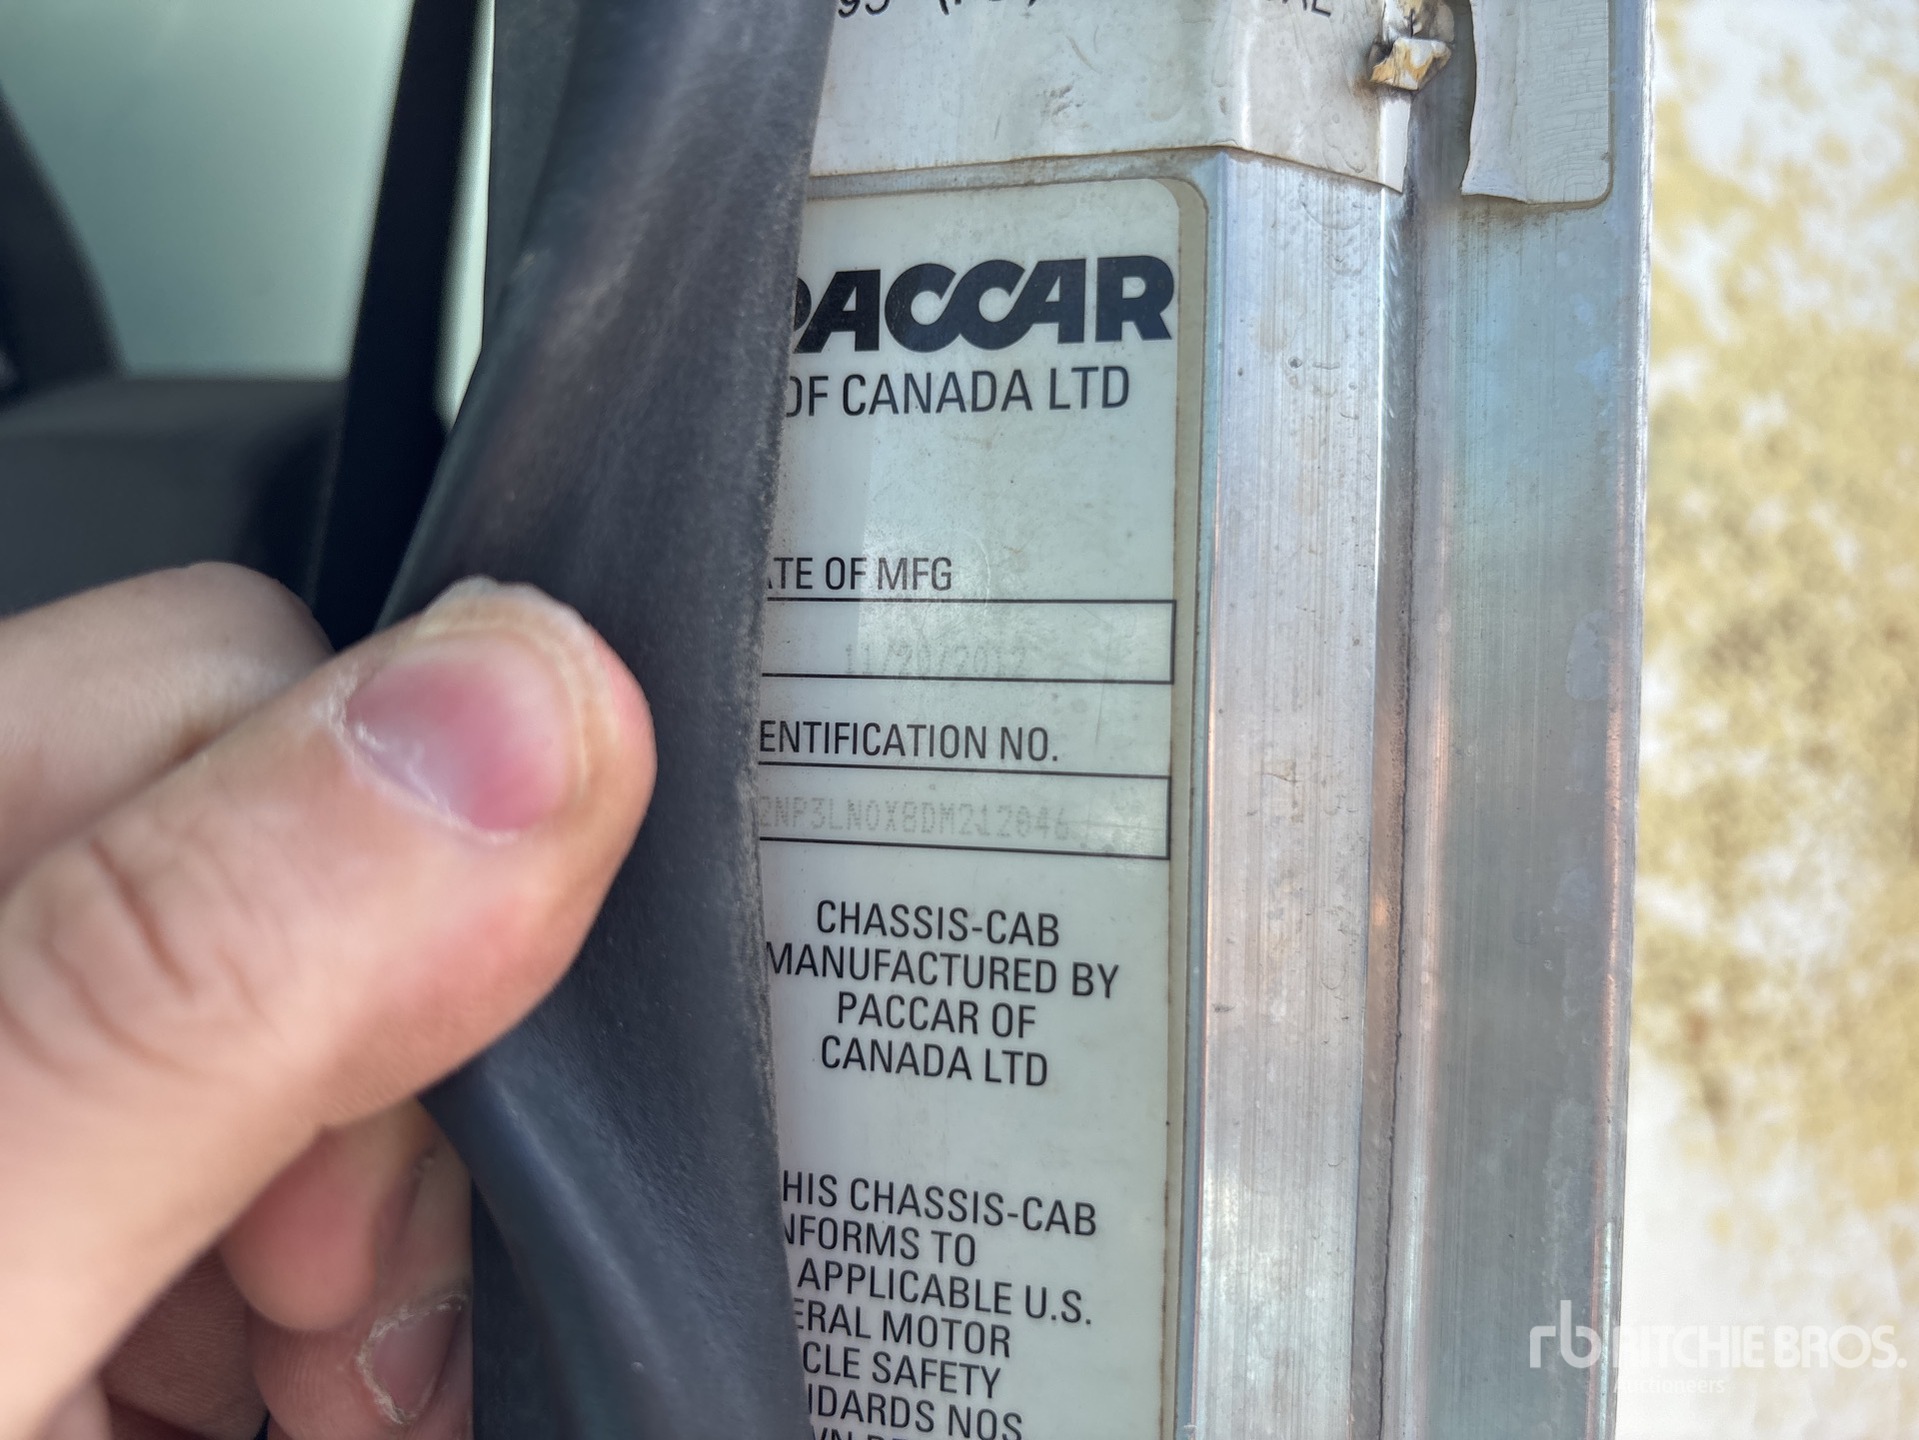 PACCAR
OF CANADA LTD
ATE OF MFG
11/20/2012
ENTIFICATION NO.
2NP3LN0X8DM212046
CHASSIS-CAB
MANUFACTURED BY
PACCAR OF
CANADA LTD
HIS CHASSIS-CAB
NFORMS TO
APPLICABLE U.S.
ERAL MOTOR
CLE SAFETY
NDARDS NOS
rb RITCHIE BROS.
Auctioneers